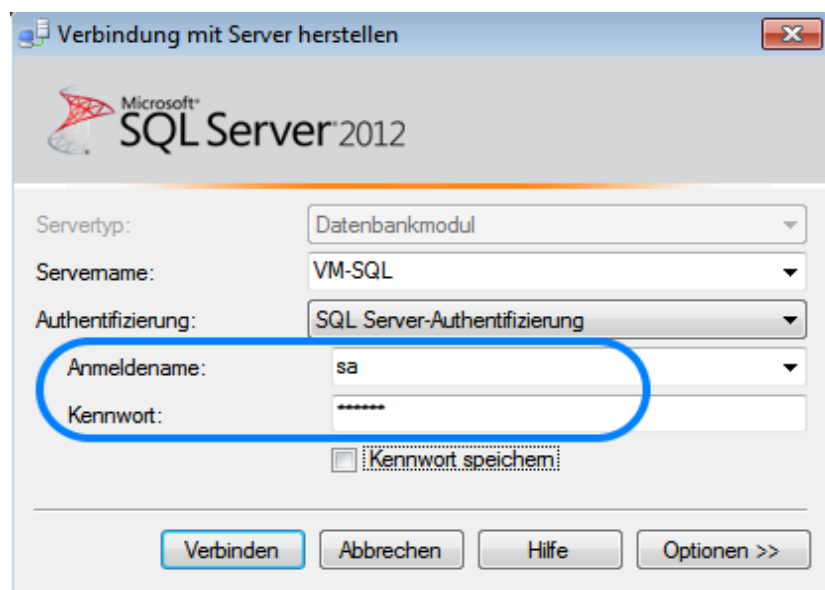 Verbindung mit Server herstellen
Microsoft®
SQL Server® 2012
Servertyp: Datenbankmodul
Servername: VM-SQL
Authentifizierung: SQL Server-Authentifizierung
Anmeldename: sa
Kennwort: ******
Kennwort speichern
Verbinden Abbrechen Hilfe Optionen >>